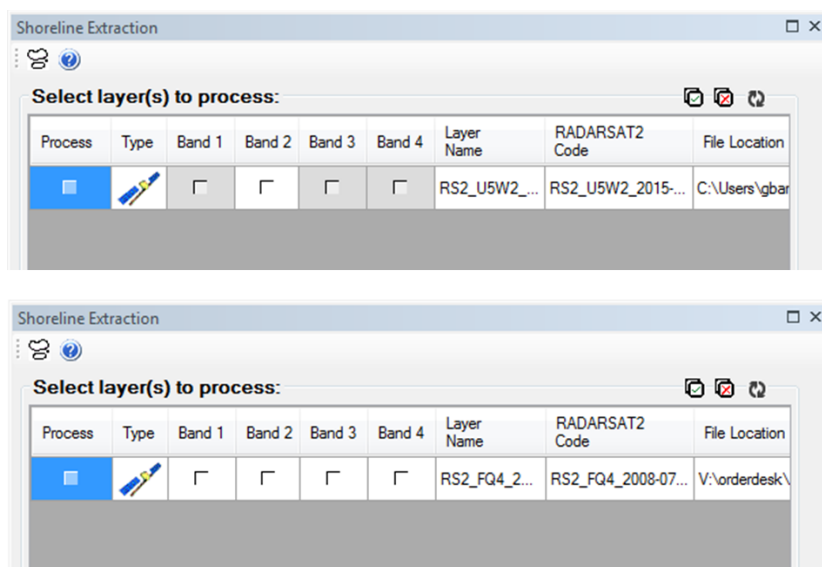 Shoreline Extraction
Select layer(s) to process:
Process Type Band 1 Band 2 Band 3 Band 4 Layer Name RADARSAT2 Code File Location
RS2_U5W2_... RS2_U5W2_2015-... C:\Users\gbar
Shoreline Extraction
Select layer(s) to process:
Process Type Band 1 Band 2 Band 3 Band 4 Layer Name RADARSAT2 Code File Location
RS2_FQ4_2... RS2_FQ4_2008-07... V:\orderdesk\